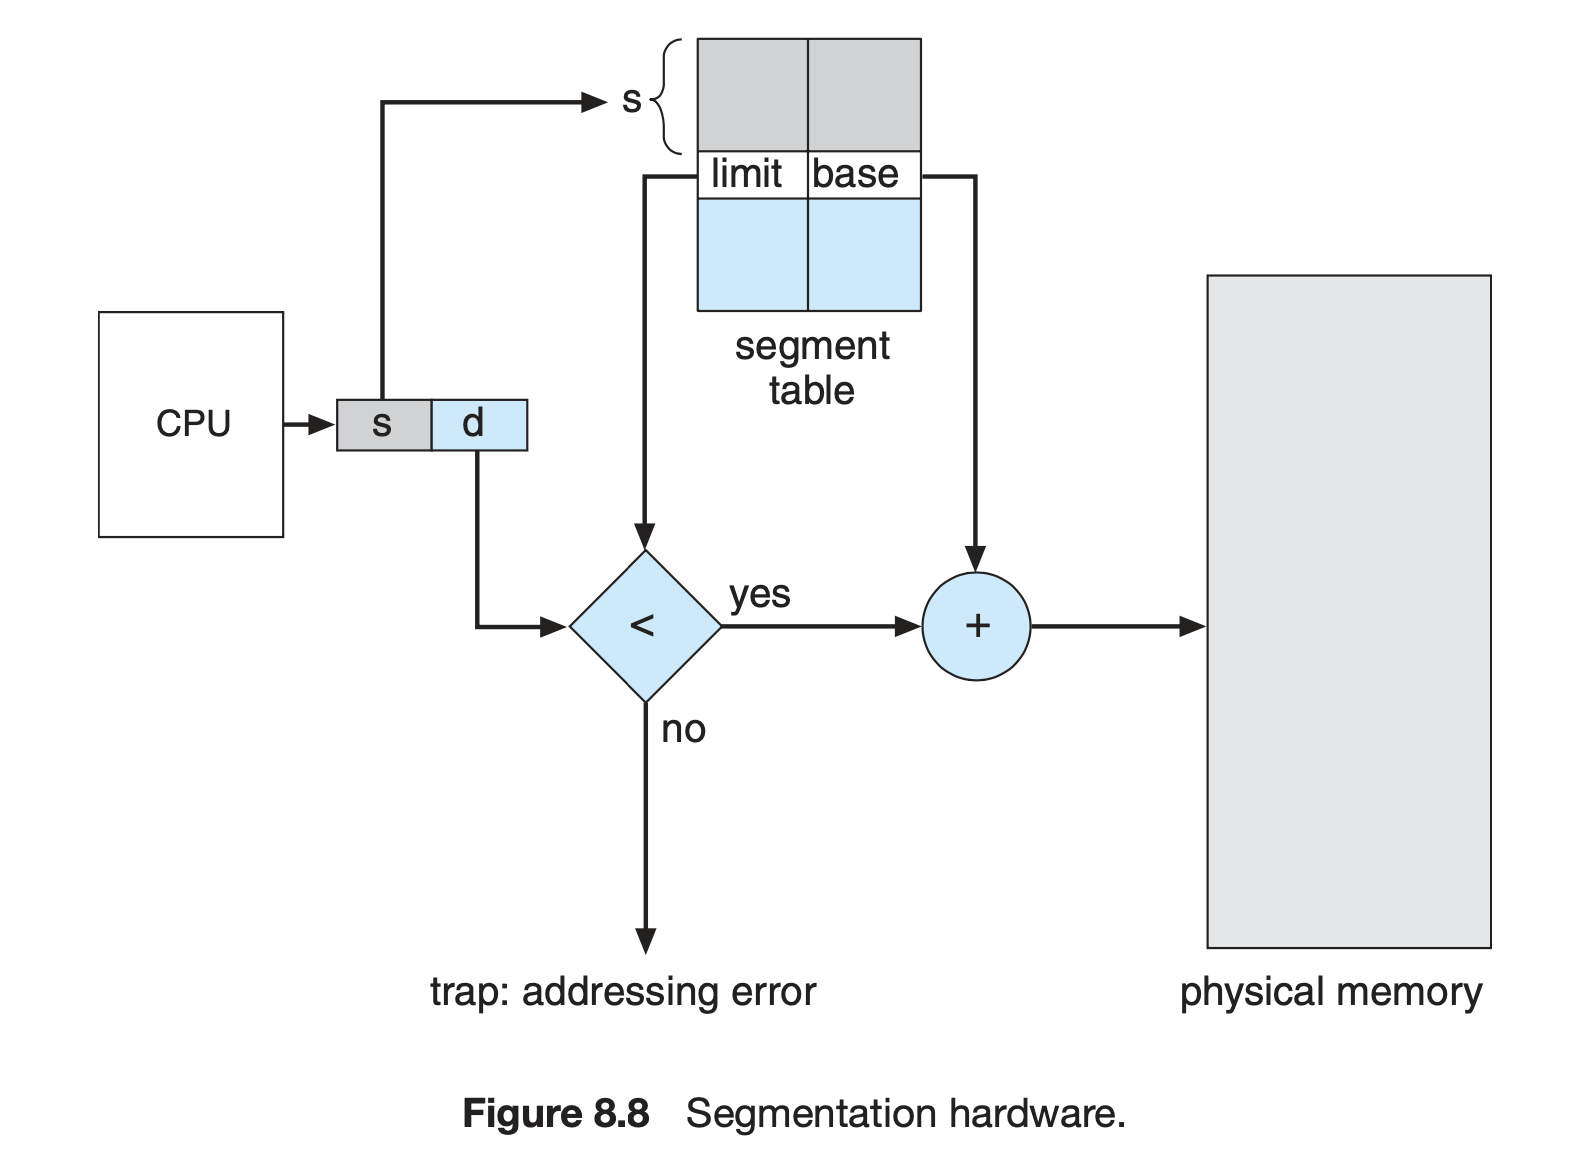 s
limit base
segment
table
CPU
s d
<
yes
+
no
trap: addressing error
physical memory
Figure 8.8 Segmentation hardware.